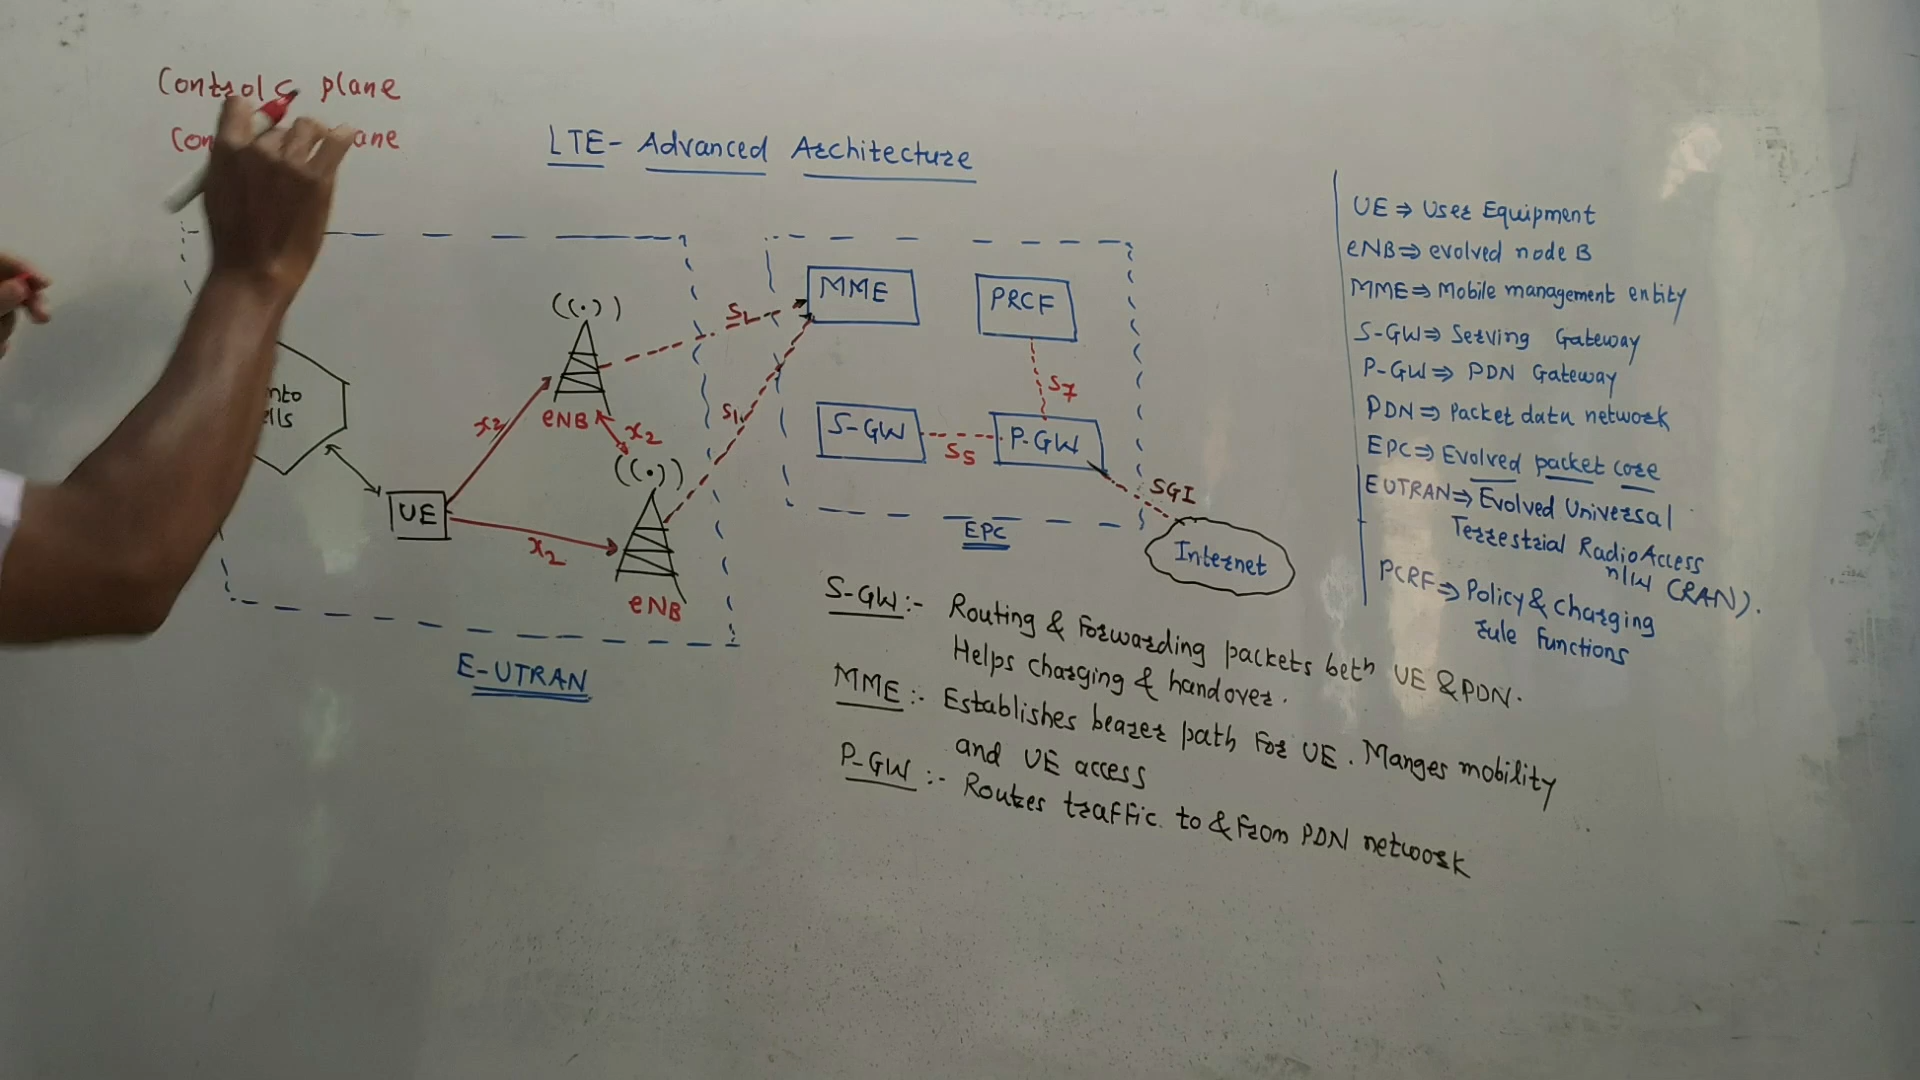 Control c plane
Con ane
LTE- Advanced Architecture
UE ⇒ User Equipment
eNB ⇒ evolved node B
MME ⇒ Mobile management entity
S-GW ⇒ Serving Gateway
P-GW ⇒ PDN Gateway
PDN ⇒ Packet data network
EPC ⇒ Evolved packet core
EUTRAN ⇒ Evolved Universal
Terrestrial Radio Access
n/w (RAN).
PCRF ⇒ Policy & Charging
rule Functions
MME
PRCF
S1
S1
S7
S-GW
S5
P-GW
SGI
Internet
EPC
eNB
x2
x2
UE
x2
eNB
E-UTRAN
S-GW:- Routing & Forwarding packets betn UE & PDN.
Helps charging & handover.
MME:- Establishes bearer path For UE. Manges mobility
and UE access
P-GW:- Routes traffic. to & From PDN network